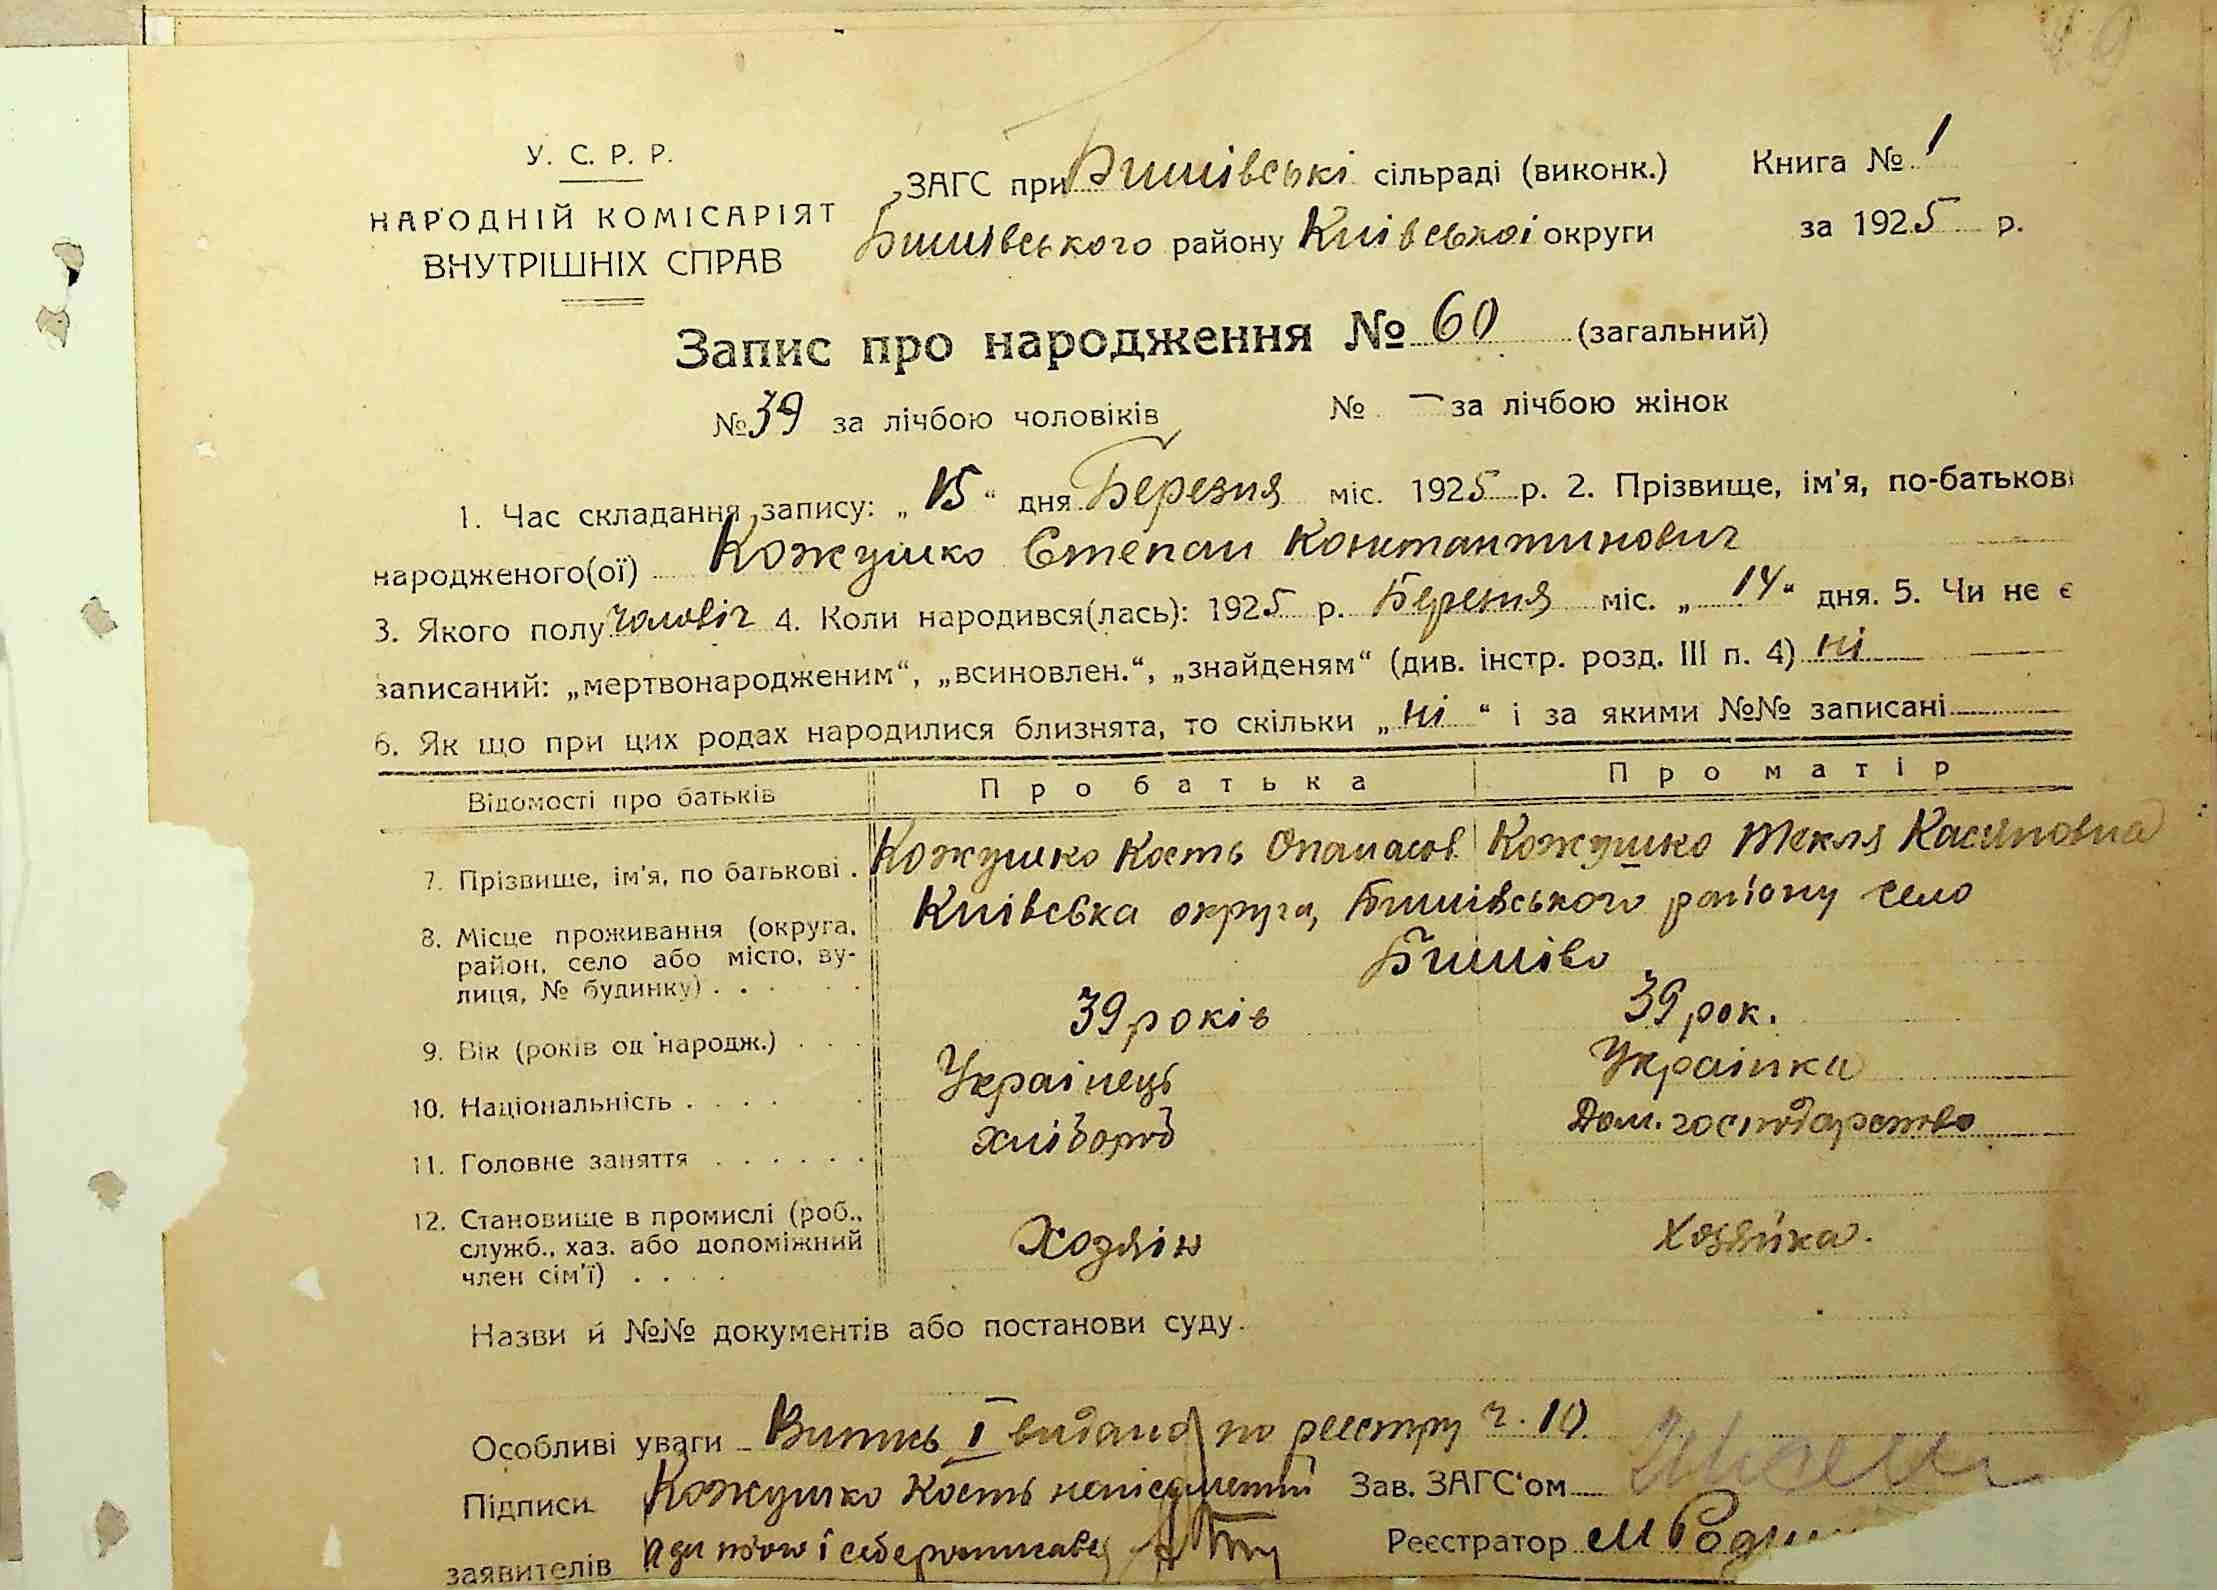 У. С. Р. Р.
НАРОДНІЙ КОМІСАРІЯТ
ВНУТРІШНІХ СПРАВ
ЗАГС при Бишівські сільраді (виконк.) Книга № 1
Бишівського району Київської округи за 1925 р.
Запис про народження № 60 (загальний)
№ 39 за лічбою чоловіків № — за лічбою жінок
1. Час складання запису: „15“ дня Березня міс. 1925 р. 2. Прізвище, ім'я, по-батькові
народженого(ої) Кожушко Степан Константинович
3. Якого полу чоловіч 4. Коли народився(лась): 1925 р. Березня міс. „14“ дня. 5. Чи не є
записаний: „мертвонародженим“, „всиновлен.“, „знайденям“ (див. інстр. розд. III п. 4) ні
6. Як що при цих родах народилися близнята, то скільки „ні“ і за якими №№ записані
Відомості про батьків Про батька Про матір
7. Прізвище, ім'я, по батькові . Кожушко Кость Опанасов Кожушко Текля Касяновна
8. Місце проживання (округа, район, село або місто, ву-
лиця, № будинку) . . . Київська округа, Бишівського району село
Бишівo
9. Вік (років од народж.) . . . 39 років 39 рок.
10. Національність . . . . Українець Українка
11. Головне заняття . . . . . . хліброб Дом. господарство
12. Становище в промислі (роб.,
служб., хаз. або допоміжний
член сім'ї) . . . . Хозяін Хозяйка.
Назви й №№ документів або постанови суду.
Особливі уваги Витись I видана по реєстру ч. 10
Підписи Кожушко Кость Зав. ЗАГС'ом
заявителів Реєстратор М Роди